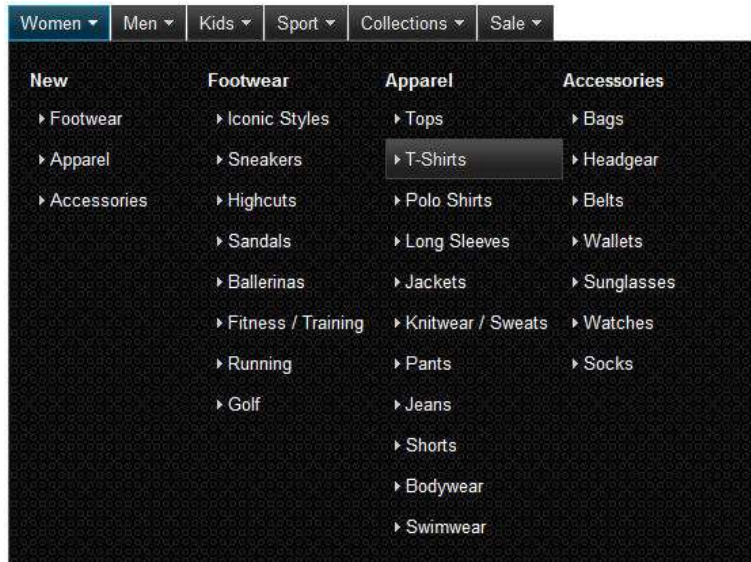 Women Men Kids Sport Collections Sale
New
Footwear
Apparel
Accessories
Footwear
Iconic Styles
Sneakers
Highcuts
Sandals
Ballerinas
Fitness / Training
Running
Golf
Apparel
Tops
T-Shirts
Polo Shirts
Long Sleeves
Jackets
Knitwear / Sweats
Pants
Jeans
Shorts
Bodywear
Swimwear
Accessories
Bags
Headgear
Belts
Wallets
Sunglasses
Watches
Socks